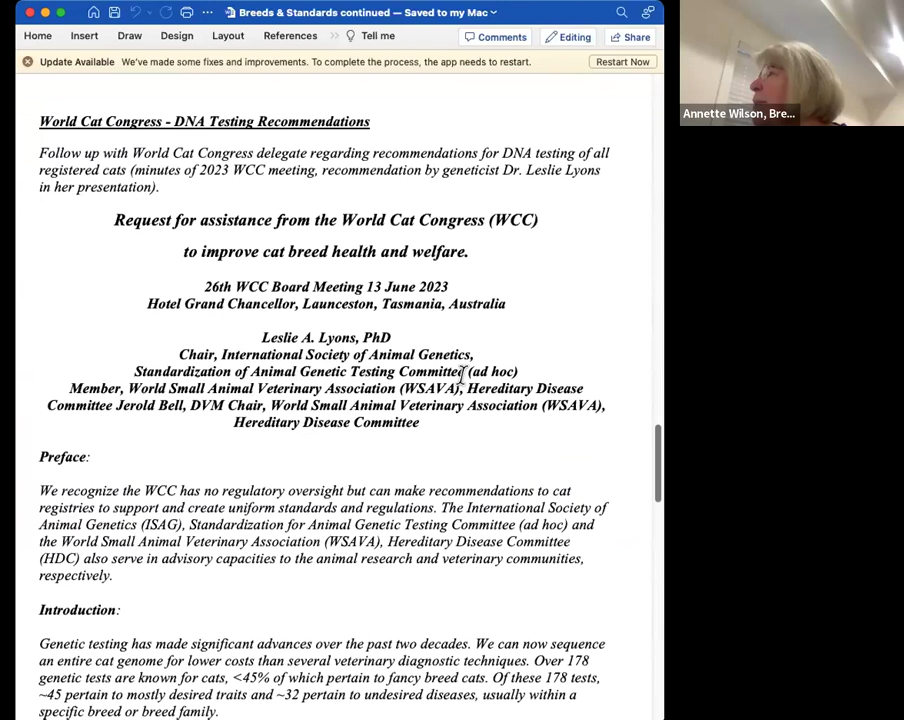 Breeds & Standards continued — Saved to my Mac
Home Insert Draw Design Layout References Tell me Comments Editing Share
Update Available We've made some fixes and improvements. To complete the process, the app needs to restart. Restart Now
Annette Wilson, Bre...
World Cat Congress - DNA Testing Recommendations
Follow up with World Cat Congress delegate regarding recommendations for DNA testing of all
registered cats (minutes of 2023 WCC meeting, recommendation by geneticist Dr. Leslie Lyons
in her presentation).
Request for assistance from the World Cat Congress (WCC)
to improve cat breed health and welfare.
26th WCC Board Meeting 13 June 2023
Hotel Grand Chancellor, Launceston, Tasmania, Australia
Leslie A. Lyons, PhD
Chair, International Society of Animal Genetics,
Standardization of Animal Genetic Testing Committee (ad hoc)
Member, World Small Animal Veterinary Association (WSAVA), Hereditary Disease
Committee Jerold Bell, DVM Chair, World Small Animal Veterinary Association (WSAVA),
Hereditary Disease Committee
Preface:
We recognize the WCC has no regulatory oversight but can make recommendations to cat
registries to support and create uniform standards and regulations. The International Society of
Animal Genetics (ISAG), Standardization for Animal Genetic Testing Committee (ad hoc) and
the World Small Animal Veterinary Association (WSAVA), Hereditary Disease Committee
(HDC) also serve in advisory capacities to the animal research and veterinary communities,
respectively.
Introduction:
Genetic testing has made significant advances over the past two decades. We can now sequence
an entire cat genome for lower costs than several veterinary diagnostic techniques. Over 178
genetic tests are known for cats, <45% of which pertain to fancy breed cats. Of these 178 tests,
~45 pertain to mostly desired traits and ~32 pertain to undesired diseases, usually within a
specific breed or breed family.